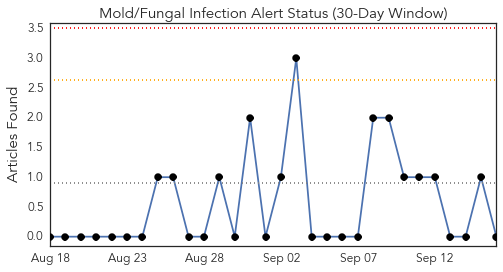 Mold/Fungal Infection Alert Status (30-Day Window)
Articles Found
3.5
3.0
2.5
2.0
1.5
1.0
0.5
0.0
Aug 18 Aug 23 Aug 28 Sep 02 Sep 07 Sep 12